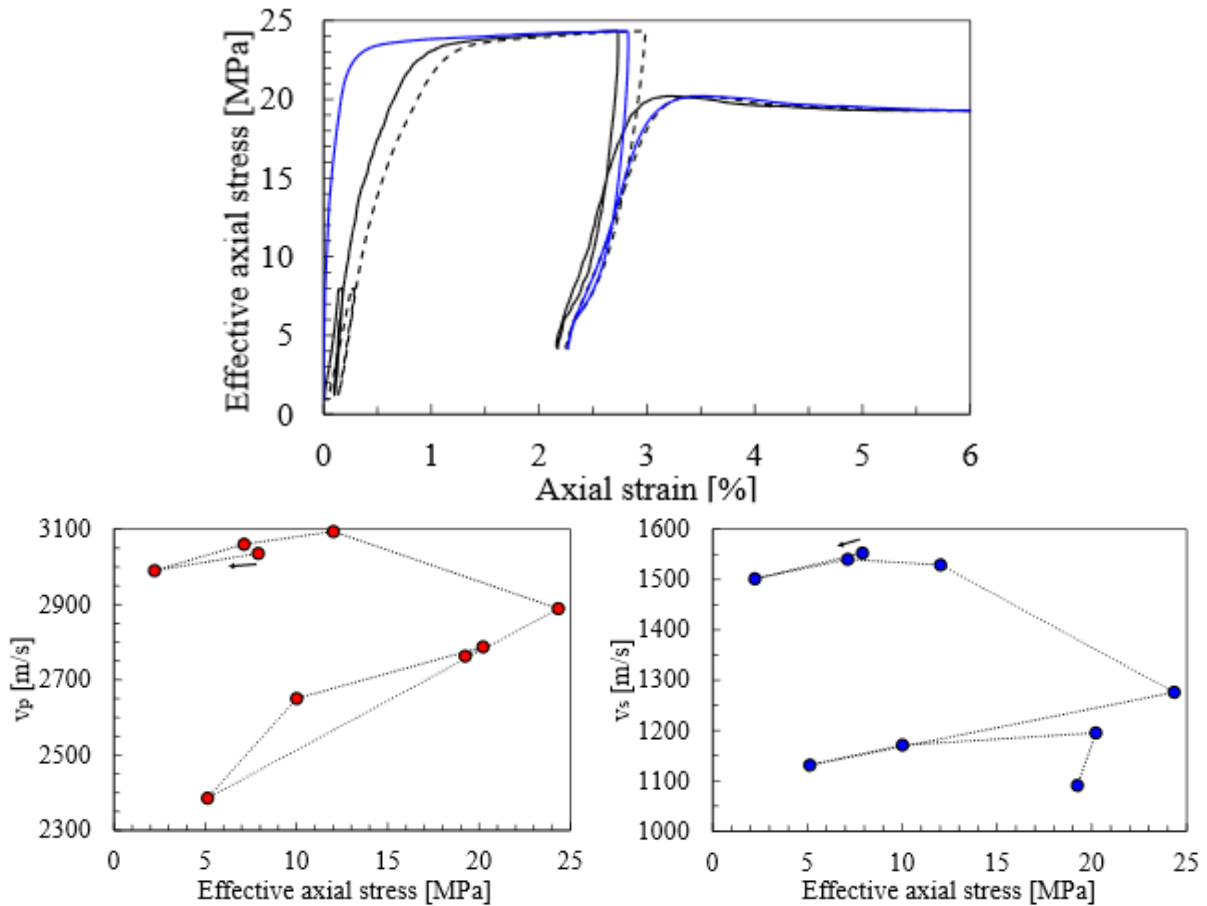 Effective axial stress [MPa]
25
20
15
10
5
0
0 1 2 3 4 5 6
Axial strain [%]
vp [m/s]
3100
2900
2700
2500
2300
0 5 10 15 20 25
Effective axial stress [MPa]
vs [m/s]
1600
1500
1400
1300
1200
1100
1000
0 5 10 15 20 25
Effective axial stress [MPa]